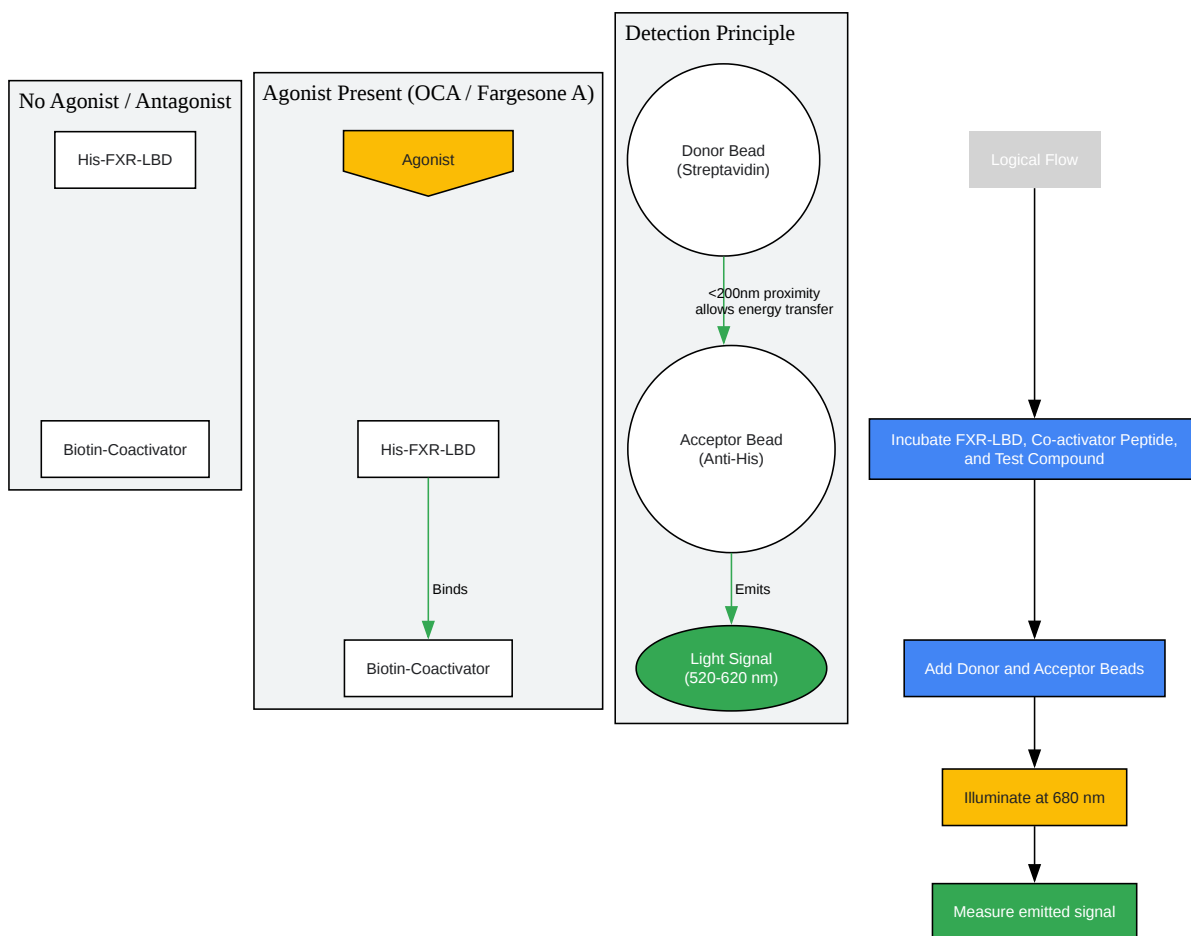 No Agonist / Antagonist
His-FXR-LBD
Biotin-Coactivator
Agonist Present (OCA / Fargesone A)
Agonist
His-FXR-LBD
Binds
Biotin-Coactivator
Detection Principle
Donor Bead
(Streptavidin)
<200nm proximity
allows energy transfer
Acceptor Bead
(Anti-His)
Emits
Light Signal
(520-620 nm)
Logical Flow
Incubate FXR-LBD, Co-activator Peptide,
and Test Compound
Add Donor and Acceptor Beads
Illuminate at 680 nm
Measure emitted signal